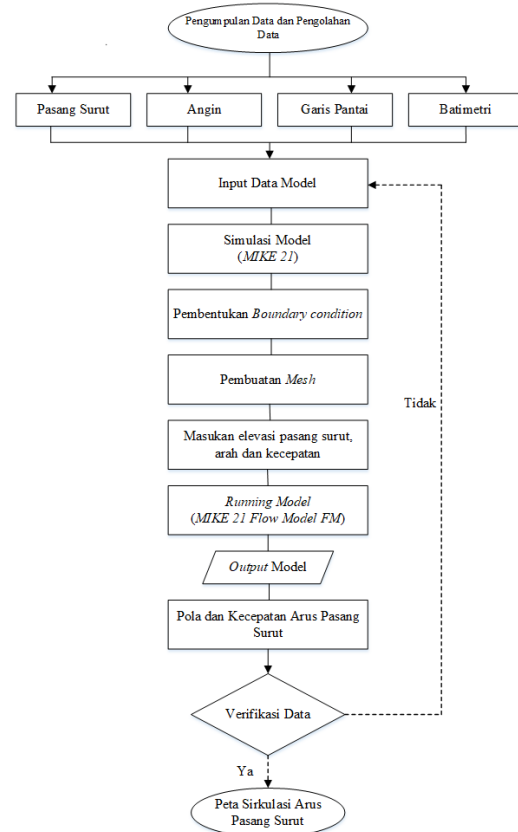 Pengumpulan Data dan Pengolahan
Data
Pasang Surut
Angin
Garis Pantai
Batimetri
Input Data Model
Simulasi Model
(MIKE 21)
Pembentukan Boundary condition
Pembuatan Mesh
Tidak
Masukan elevasi pasang surut,
arah dan kecepatan
Running Model
(MIKE 21 Flow Model FM)
Output Model
Pola dan Kecepatan Arus Pasang
Surut
Verifikasi Data
Ya
Peta Sirkulasi Arus
Pasang Surut